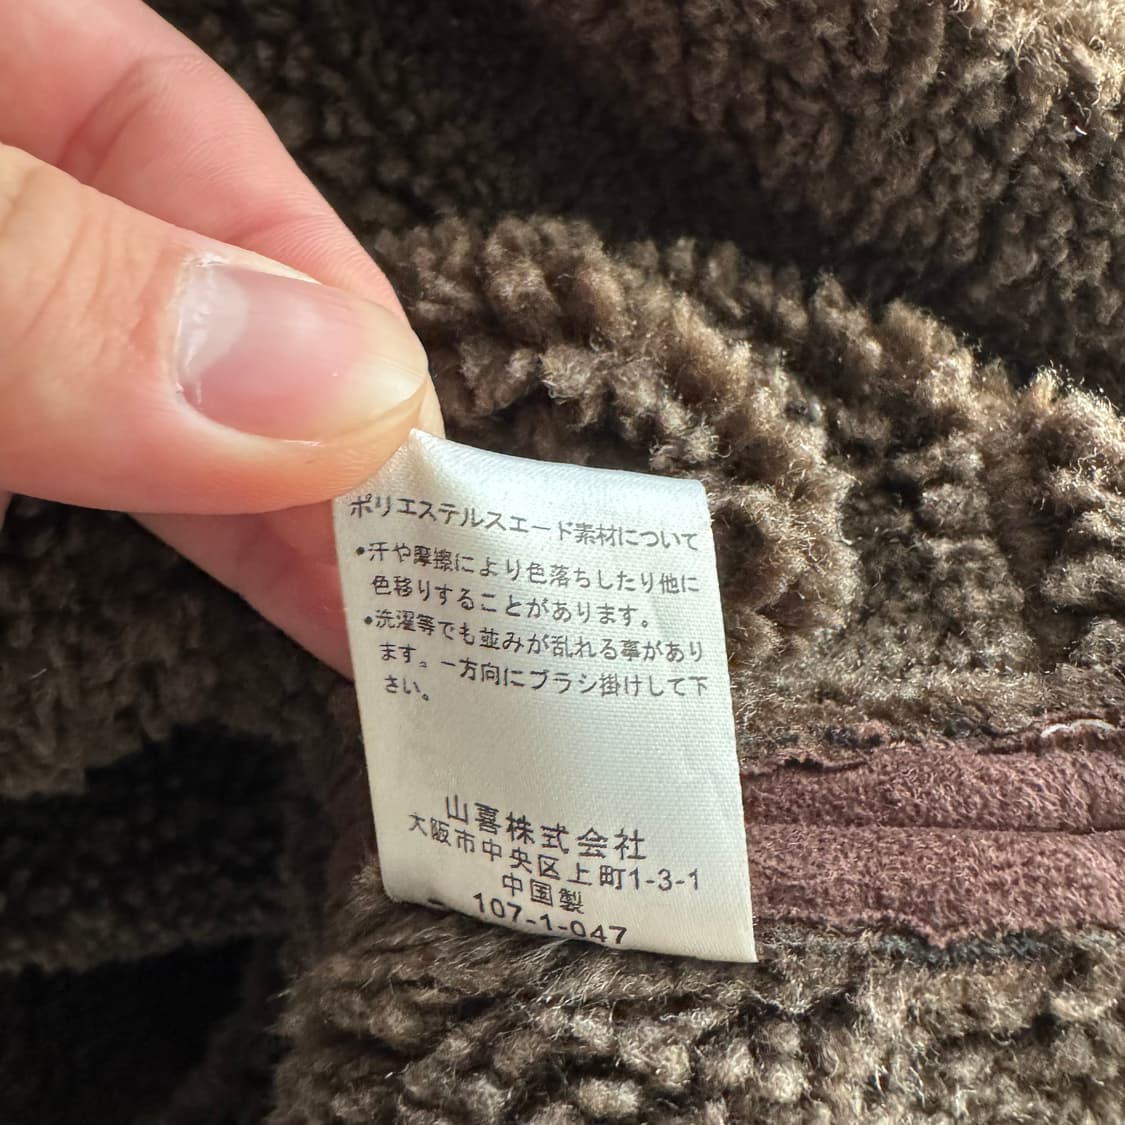 ポリエステルスエード素材について
•汗や摩擦により色落ちしたり他に
色移りすることがあります。
•洗濯等でも並みが乱れる事があり
ます。一方向にブラシ掛けして下
さい。
山喜株式会社
大阪市中央区上町1-3-1
中国製
107-1-047